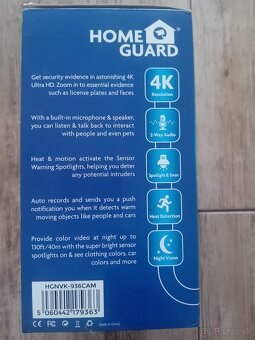 HOME
GUARD
Get security evidence in astonishing 4K
Ultra HD. Zoom in to essential evidence
such as license plates and faces
4K
Resolution
With a built-in microphone & speaker, you
can listen & talk back to interact
with people and even pets
2-Way Audio
Heat & motion activate the Sensor
Warning Spotlights, helping you deter
any potential intruders
Spotlight & Siren
Auto records and sends you a push
notification you when it detects warm
moving objects like people and cars
Heat Detection
Provide color video at night up to
130ft/40m with the super bright sensor
spotlights on & see clothing colors, car
colors and more
Night Vision
HGNVK-936CAM
5 060442 179363
Made in China